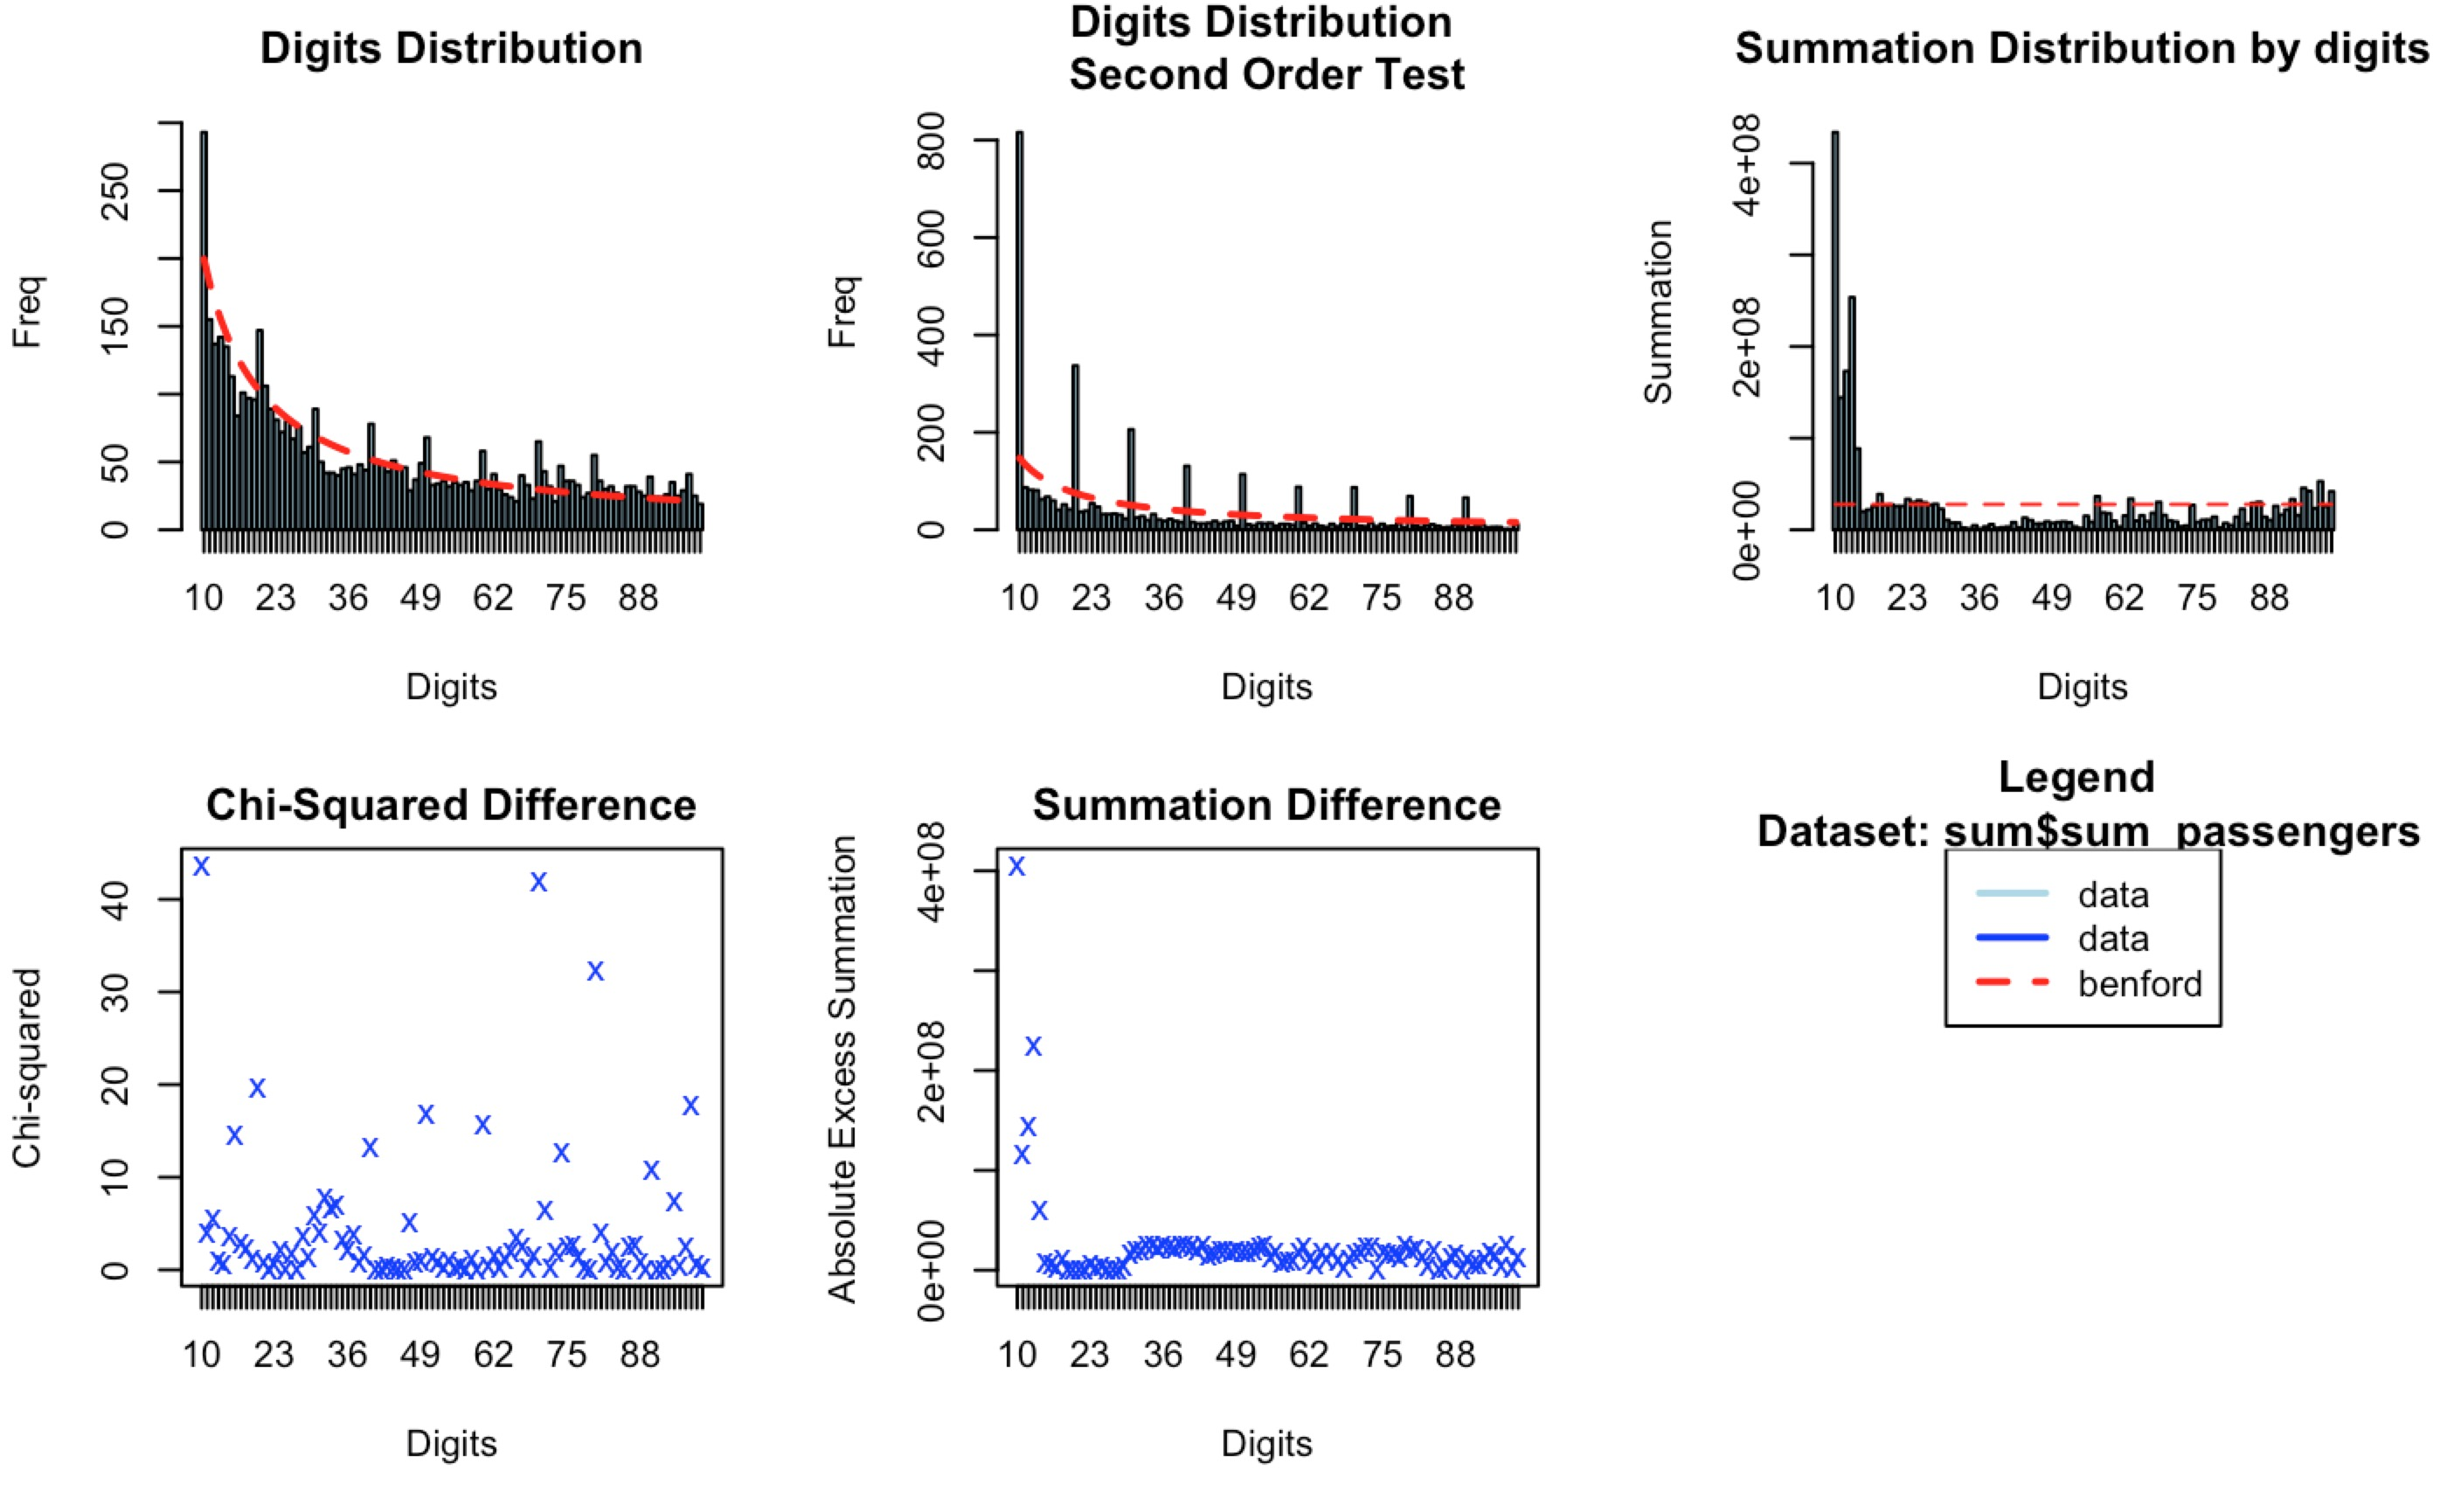 Digits Distribution
Freq
0 50 150 250
10 23 36 49 62 75 88
Digits
Digits Distribution
Second Order Test
Freq
0 200 400 600 800
10 23 36 49 62 75 88
Digits
Summation Distribution by digits
Summation
0e+00 2e+08 4e+08
10 23 36 49 62 75 88
Digits
Chi-Squared Difference
Chi-squared
0 10 20 30 40
10 23 36 49 62 75 88
Digits
Summation Difference
Absolute Excess Summation
0e+00 2e+08 4e+08
10 23 36 49 62 75 88
Digits
Legend
Dataset: sum$sum_passengers
data
data
benford